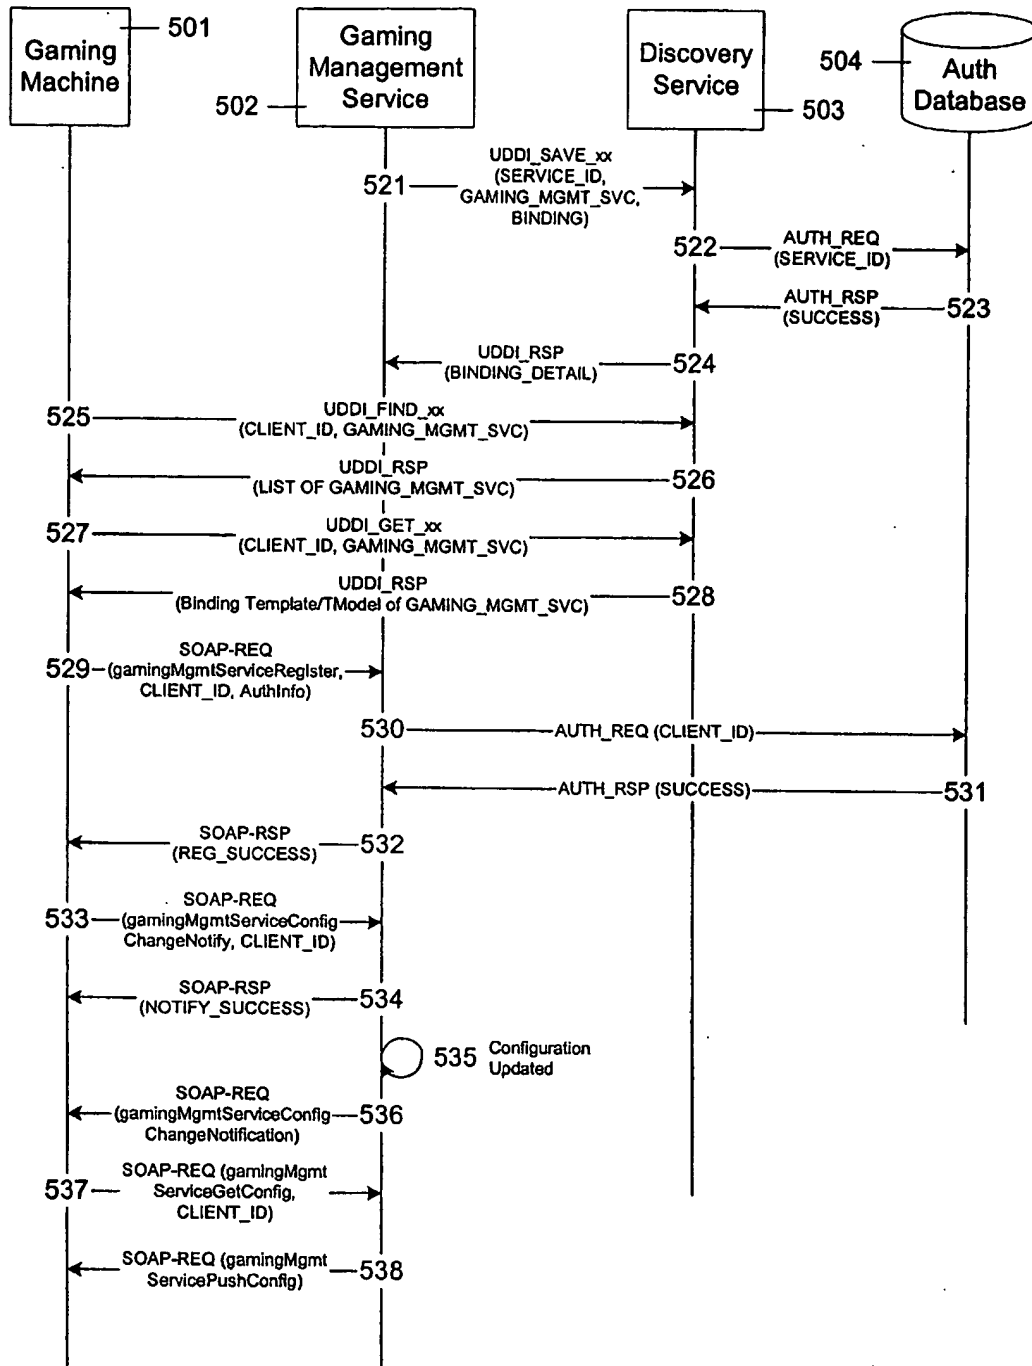 Gaming
Machine
501
Gaming
Management
Service
502
Discovery
Service
503
504
Auth
Database
521
UDDI_SAVE_xx
(SERVICE_ID,
GAMING_MGMT_SVC,
BINDING)
522
AUTH_REQ
(SERVICE_ID)
AUTH_RSP
(SUCCESS)
523
UDDI_RSP
(BINDING_DETAIL)
524
525
UDDI_FIND_xx
(CLIENT_ID, GAMING_MGMT_SVC)
UDDI_RSP
(LIST OF GAMING_MGMT_SVC)
526
527
UDDI_GET_xx
(CLIENT_ID, GAMING_MGMT_SVC)
UDDI_RSP
(Binding Template/TModel of GAMING_MGMT_SVC)
528
529
SOAP-REQ
(gamingMgmtServiceRegister,
CLIENT_ID, AuthInfo)
530
AUTH_REQ (CLIENT_ID)
AUTH_RSP (SUCCESS)
531
SOAP-RSP
(REG_SUCCESS)
532
533
SOAP-REQ
(gamingMgmtServiceConfig
ChangeNotify, CLIENT_ID)
SOAP-RSP
(NOTIFY_SUCCESS)
534
535
Configuration
Updated
SOAP-REQ
(gamingMgmtServiceConfig
ChangeNotification)
536
537
SOAP-REQ (gamingMgmt
ServiceGetConfig,
CLIENT_ID)
SOAP-REQ (gamingMgmt
ServicePushConfig)
538